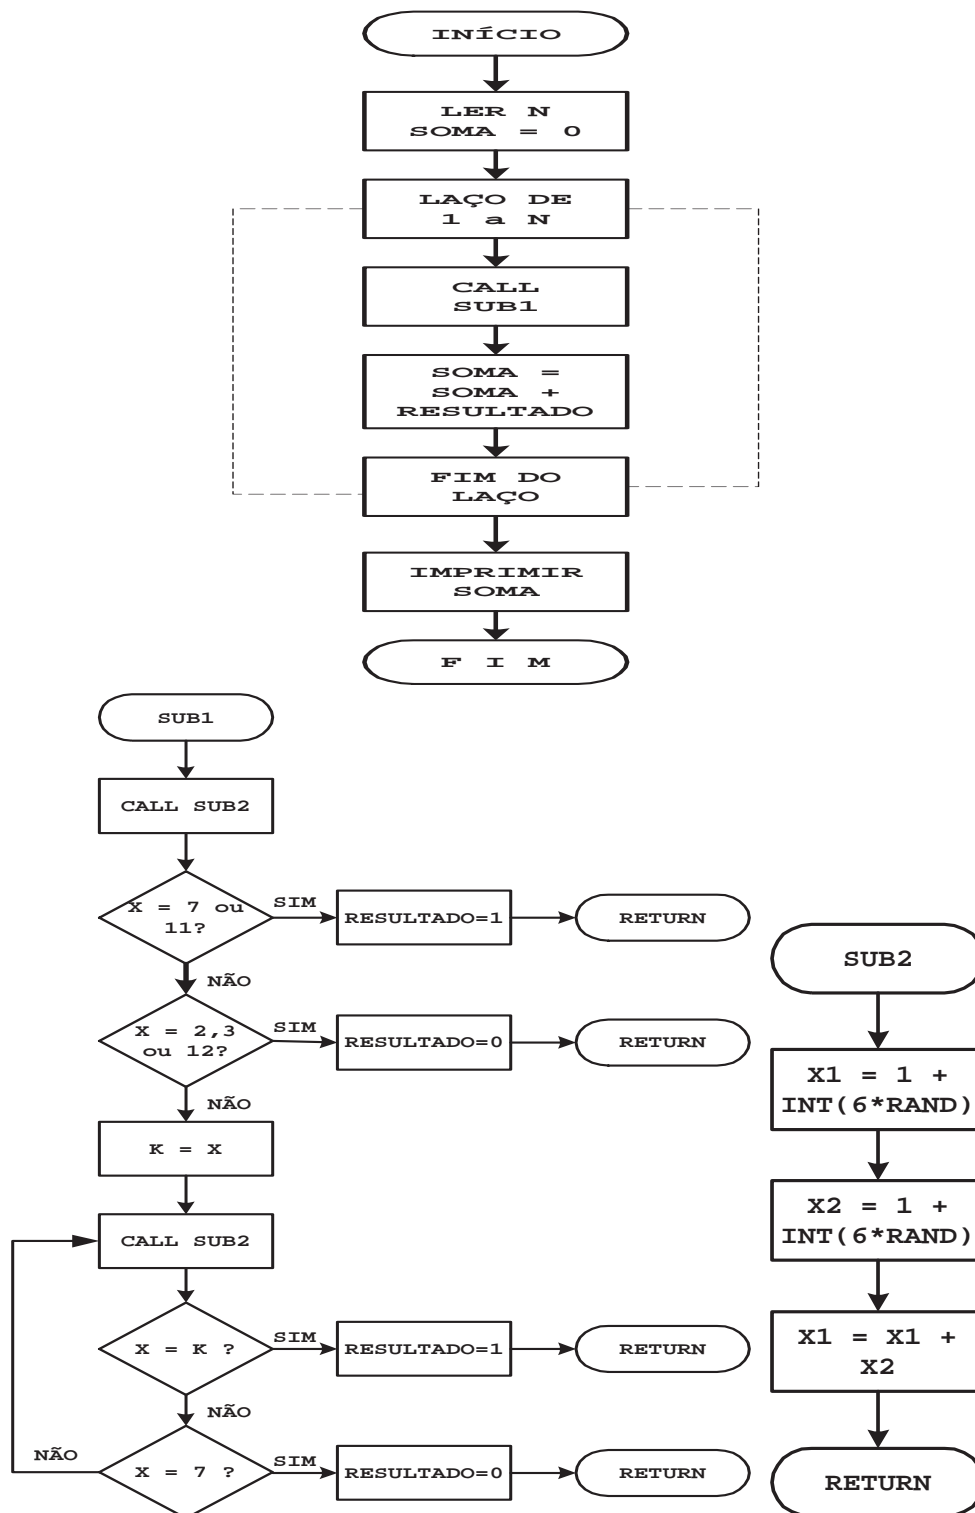 INÍCIO
LER N
SOMA = 0
LAÇO DE
1 a N
CALL
SUB1
SOMA =
SOMA +
RESULTADO
FIM DO
LAÇO
IMPRIMIR
SOMA
F I M
SUB1
CALL SUB2
X = 7 ou
11?
SIM
RESULTADO=1
RETURN
NÃO
X = 2,3
ou 12?
SIM
RESULTADO=0
RETURN
NÃO
K = X
CALL SUB2
X = K ?
SIM
RESULTADO=1
RETURN
NÃO
X = 7 ?
NÃO
SIM
RESULTADO=0
RETURN
SUB2
X1 = 1 +
INT(6*RAND)
X2 = 1 +
INT(6*RAND)
X1 = X1 +
X2
RETURN